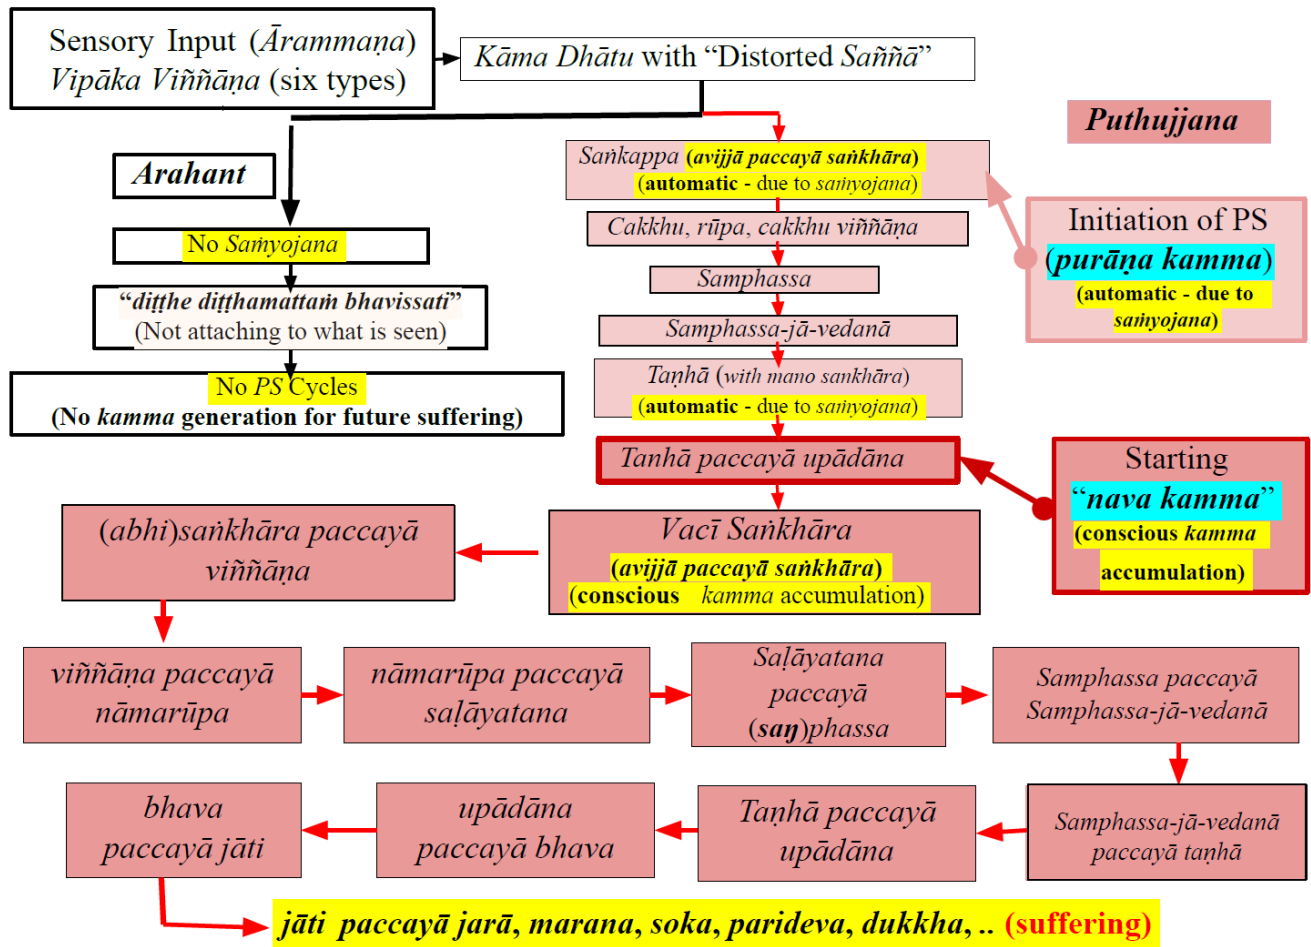 Sensory Input (Ārammaṇa)
Vipāka Viññāṇa (six types)
Kāma Dhātu with “Distorted Saññā”
Puthujjana
Arahant
No Saṁyojana
“diṭṭhe diṭṭhamattaṁ bhavissati”
(Not attaching to what is seen)
No PS Cycles
(No kamma generation for future suffering)
Saṅkappa (avijjā paccayā saṅkhāra)
(automatic - due to saṁyojana)
Cakkhu, rūpa, cakkhu viññāṇa
Samphassa
Samphassa-jā-vedanā
Taṇhā (with mano sankhāra)
(automatic - due to saṁyojana)
Tanhā paccayā upādāna
Initiation of PS
(purāṇa kamma)
(automatic - due to
saṁyojana)
Starting
“nava kamma”
(conscious kamma
accumulation)
Vacī Saṅkhāra
(avijjā paccayā saṅkhāra)
(conscious kamma accumulation)
(abhi)saṅkhāra paccayā
viññāṇa
viññāṇa paccayā
nāmarūpa
nāmarūpa paccayā
saḷāyatana
Saḷāyatana
paccayā
(saŋ)phassa
Samphassa paccayā
Samphassa-jā-vedanā
Samphassa-jā-vedanā
paccayā taṇhā
Taṇhā paccayā
upādāna
upādāna
paccayā bhava
bhava
paccayā jāti
jāti paccayā jarā, marana, soka, parideva, dukkha, .. (suffering)